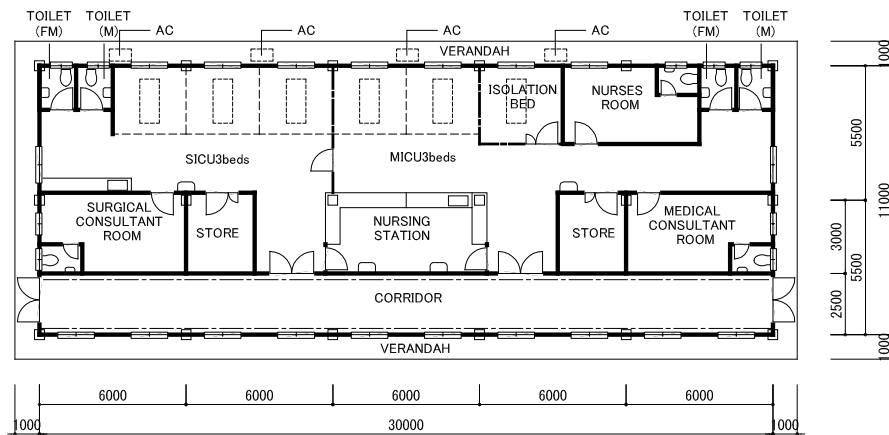 TOILET
(FM)
TOILET
(M)
AC
AC
AC
AC
TOILET
(FM)
TOILET
(M)
VERANDAH
ISOLATION
BED
NURSES
ROOM
SICU3beds
MICU3beds
SURGICAL
CONSULTANT
ROOM
STORE
NURSING
STATION
STORE
MEDICAL
CONSULTANT
ROOM
CORRIDOR
VERANDAH
1000
5500
11000
3000
5500
2500
1000
6000
6000
6000
6000
6000
1000
30000
1000